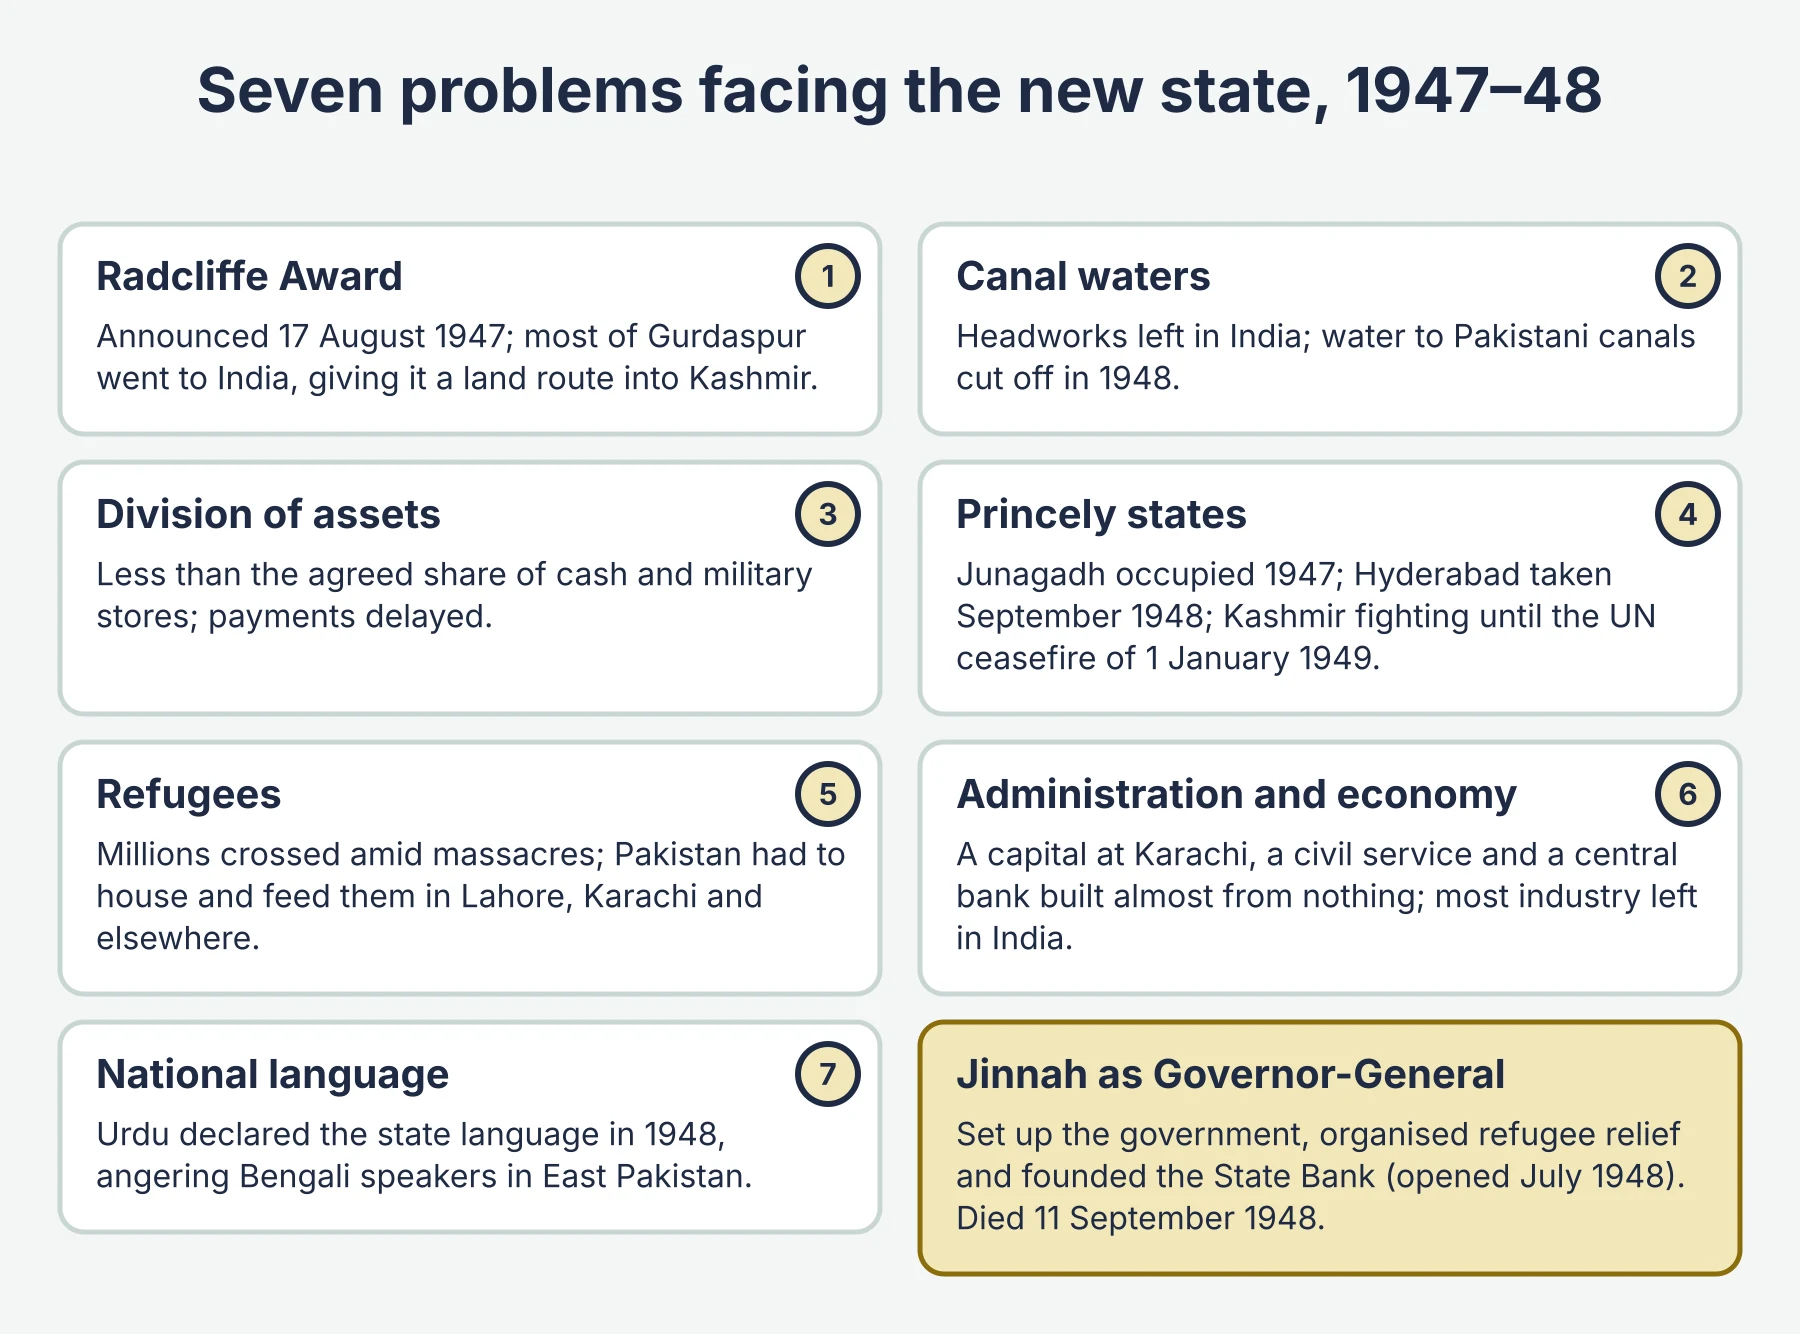 Seven problems facing the new state, 1947–48
Radcliffe Award
1
Announced 17 August 1947; most of Gurdaspur
went to India, giving it a land route into Kashmir.
Canal waters
2
Headworks left in India; water to Pakistani canals
cut off in 1948.
Division of assets
3
Less than the agreed share of cash and military
stores; payments delayed.
Princely states
4
Junagadh occupied 1947; Hyderabad taken
September 1948; Kashmir fighting until the UN
ceasefire of 1 January 1949.
Refugees
5
Millions crossed amid massacres; Pakistan had to
house and feed them in Lahore, Karachi and
elsewhere.
Administration and economy
6
A capital at Karachi, a civil service and a central
bank built almost from nothing; most industry left
in India.
National language
7
Urdu declared the state language in 1948,
angering Bengali speakers in East Pakistan.
Jinnah as Governor-General
Set up the government, organised refugee relief
and founded the State Bank (opened July 1948).
Died 11 September 1948.